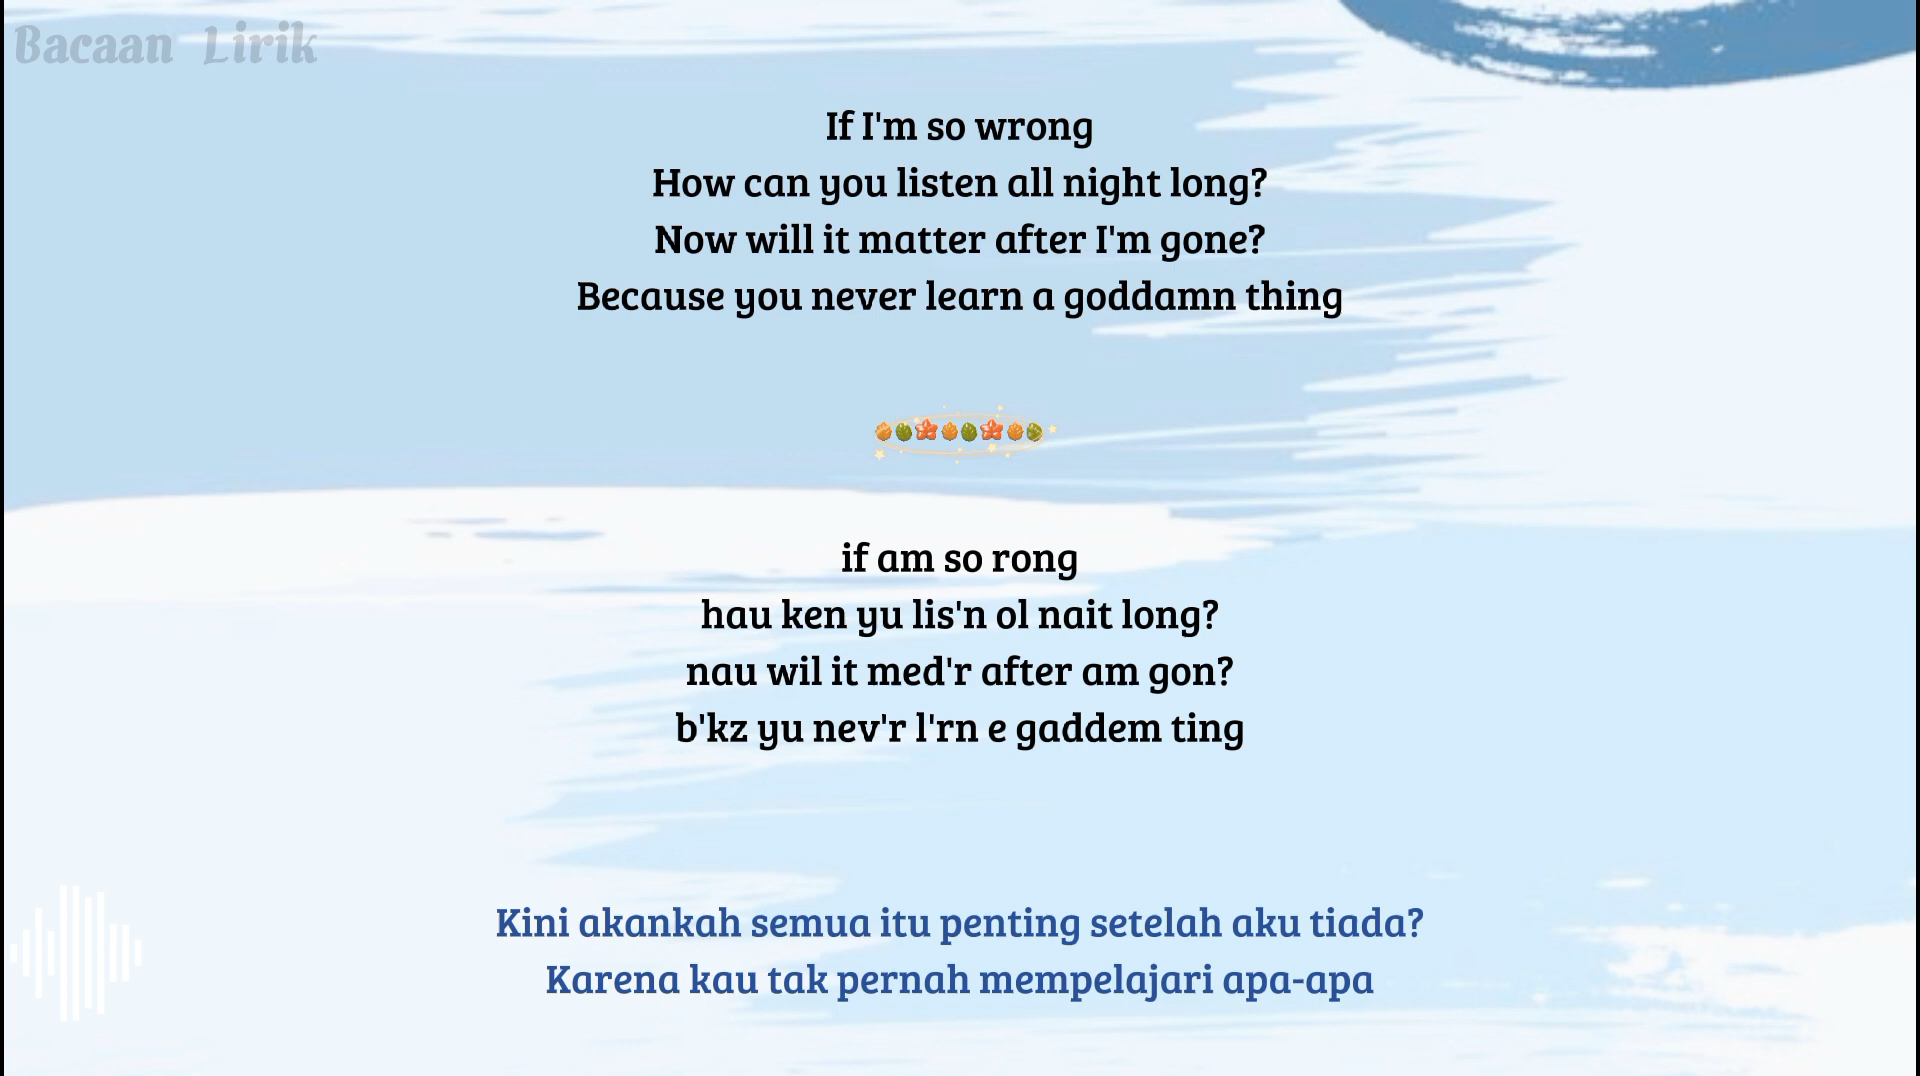 Bacaan Lirik
If I'm so wrong
How can you listen all night long?
Now will it matter after I'm gone?
Because you never learn a goddamn thing
if am so rong
hau ken yu lis'n ol nait long?
nau wil it med'r after am gon?
b'kz yu nev'r l'rn e gaddem ting
Kini akankah semua itu penting setelah aku tiada?
Karena kau tak pernah mempelajari apa-apa